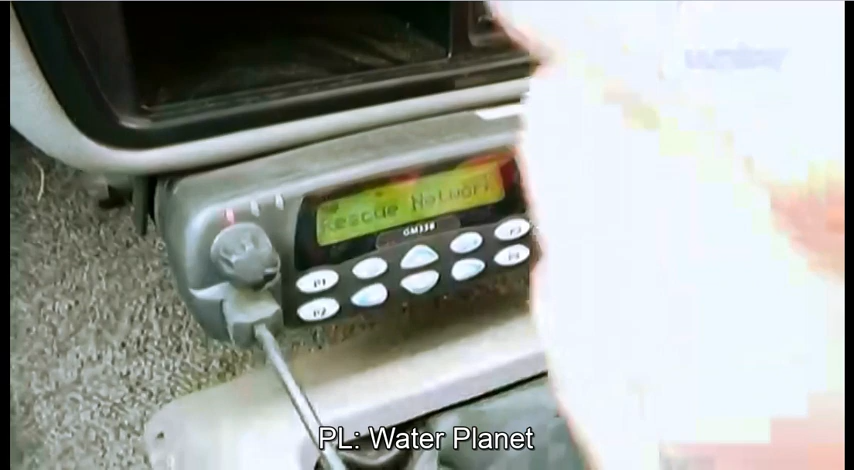 Rescue Network
GM338
P1
P2
P3
P4
PL: Water Planet